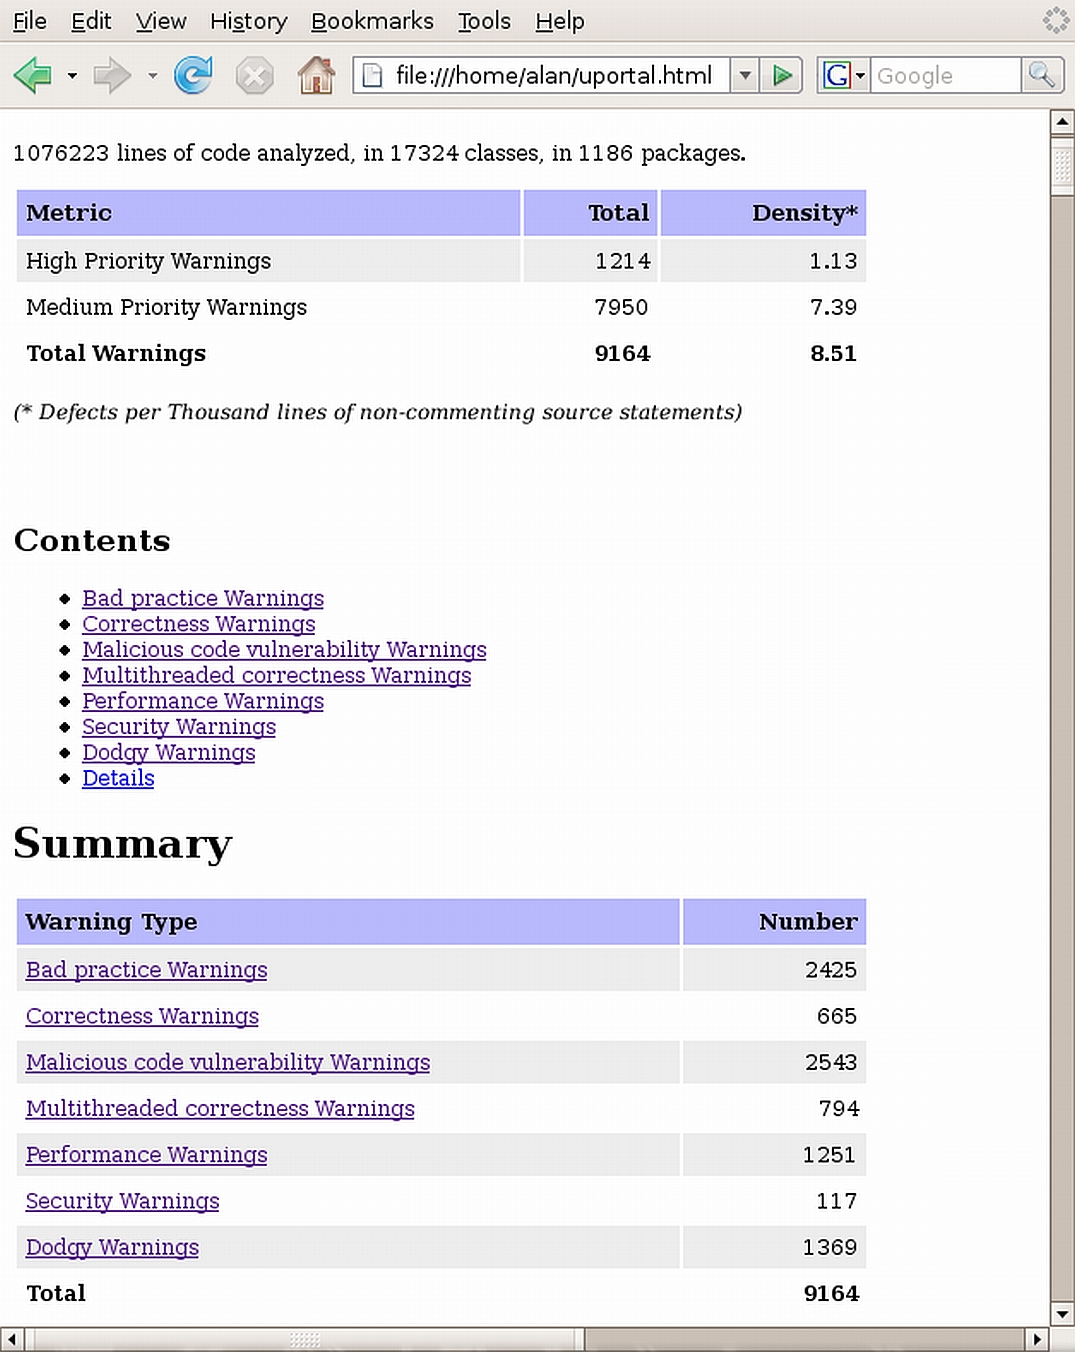 File Edit View History Bookmarks Tools Help
file:///home/alan/uportal.html G Google
1076223 lines of code analyzed, in 17324 classes, in 1186 packages.
Metric Total Density*
High Priority Warnings 1214 1.13
Medium Priority Warnings 7950 7.39
Total Warnings 9164 8.51
(* Defects per Thousand lines of non-commenting source statements)
Contents
Bad practice Warnings
Correctness Warnings
Malicious code vulnerability Warnings
Multithreaded correctness Warnings
Performance Warnings
Security Warnings
Dodgy Warnings
Details
Summary
Warning Type Number
Bad practice Warnings 2425
Correctness Warnings 665
Malicious code vulnerability Warnings 2543
Multithreaded correctness Warnings 794
Performance Warnings 1251
Security Warnings 117
Dodgy Warnings 1369
Total 9164